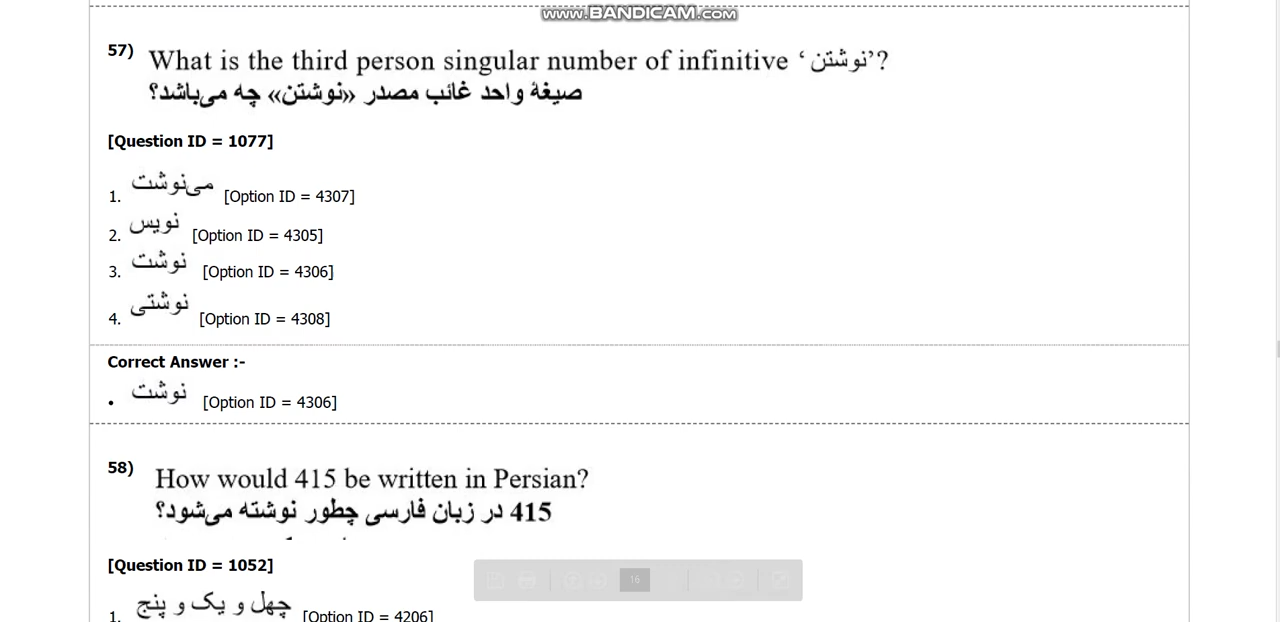 www.BANDICAM.com
57) What is the third person singular number of infinitive ‘نوشتن’?
صیغۀ واحد غائب مصدر «نوشتن» چه می‌باشد؟
[Question ID = 1077]
1. می‌نوشت [Option ID = 4307]
2. نویس [Option ID = 4305]
3. نوشت [Option ID = 4306]
4. نوشتی [Option ID = 4308]
Correct Answer :-
• نوشت [Option ID = 4306]
58) How would 415 be written in Persian?
415 در زبان فارسی چطور نوشته می‌شود؟
[Question ID = 1052]
16
1. چهل و یک و پنج [Option ID = 4206]